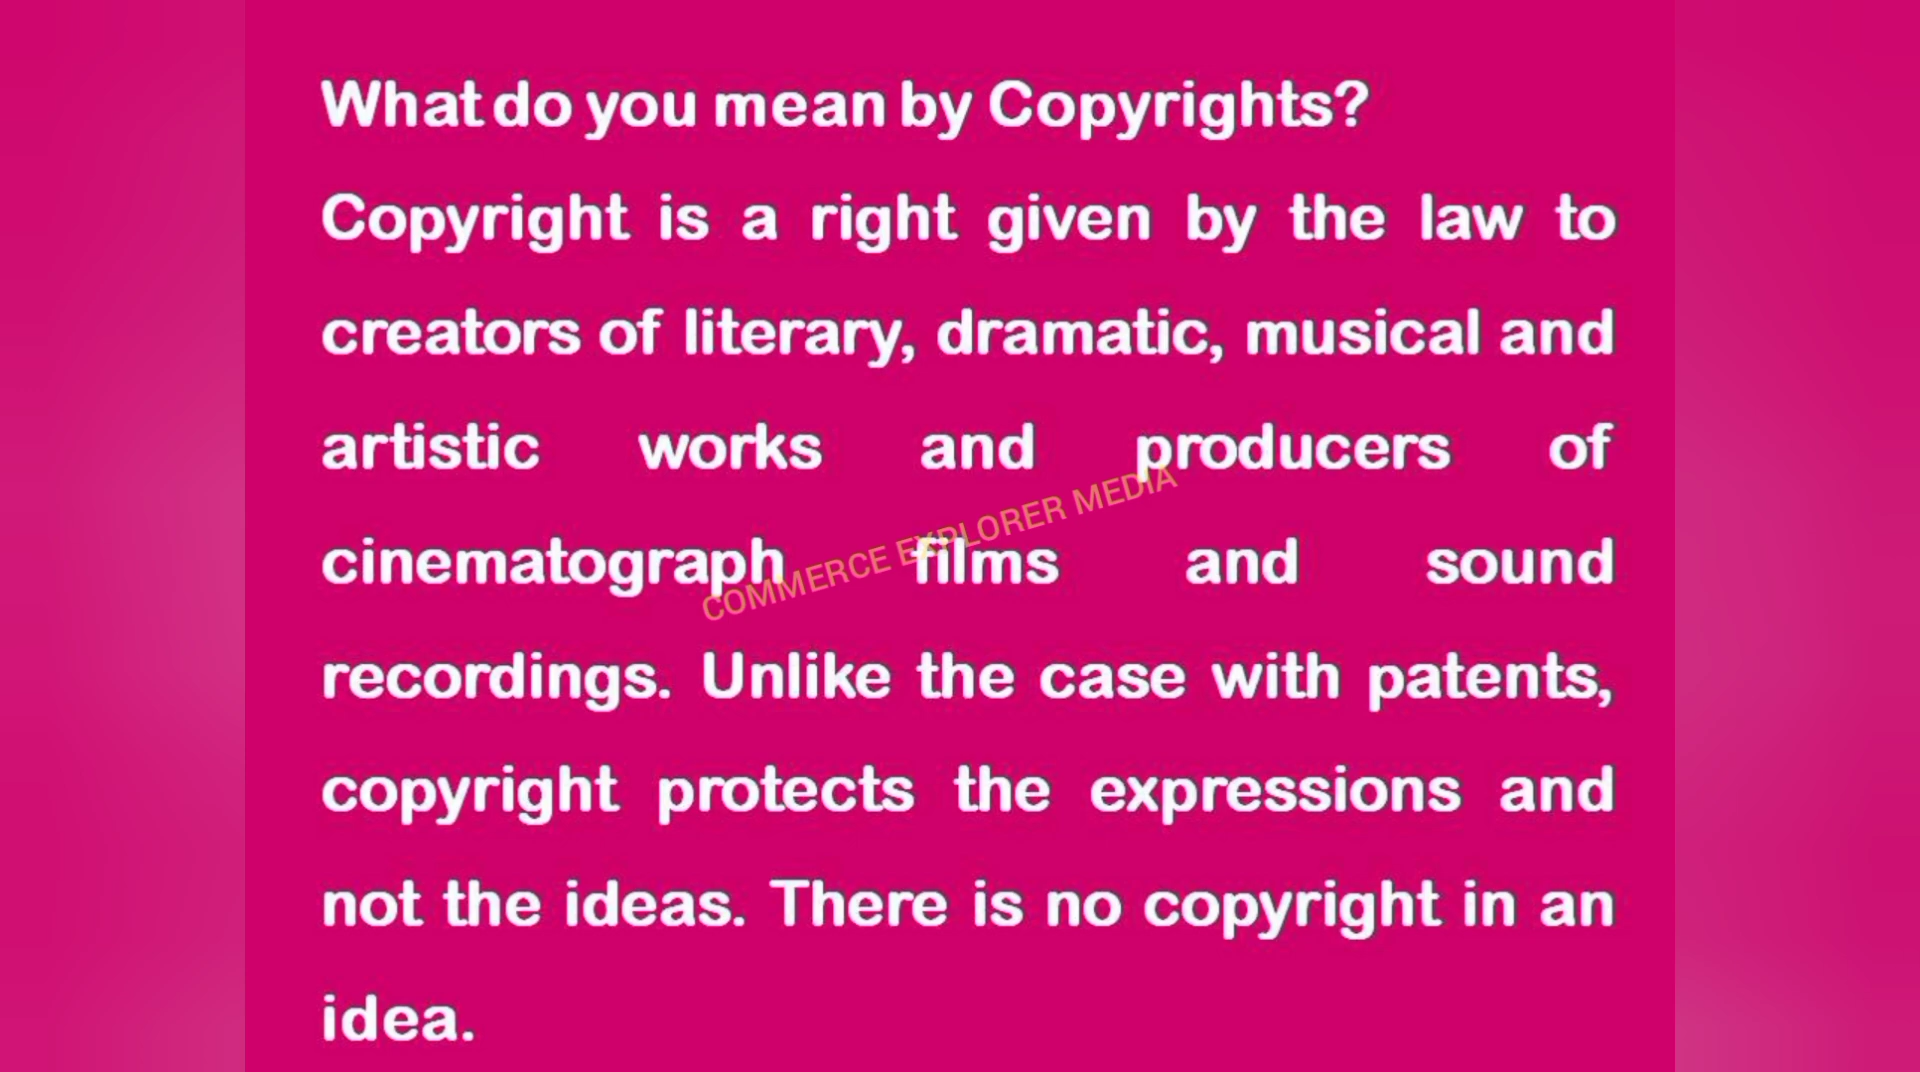 What do you mean by Copyrights?
Copyright is a right given by the law to
creators of literary, dramatic, musical and
artistic works and producers of
cinematograph films and sound
recordings. Unlike the case with patents,
copyright protects the expressions and
not the ideas. There is no copyright in an
idea.
COMMERCE EXPLORER MEDIA